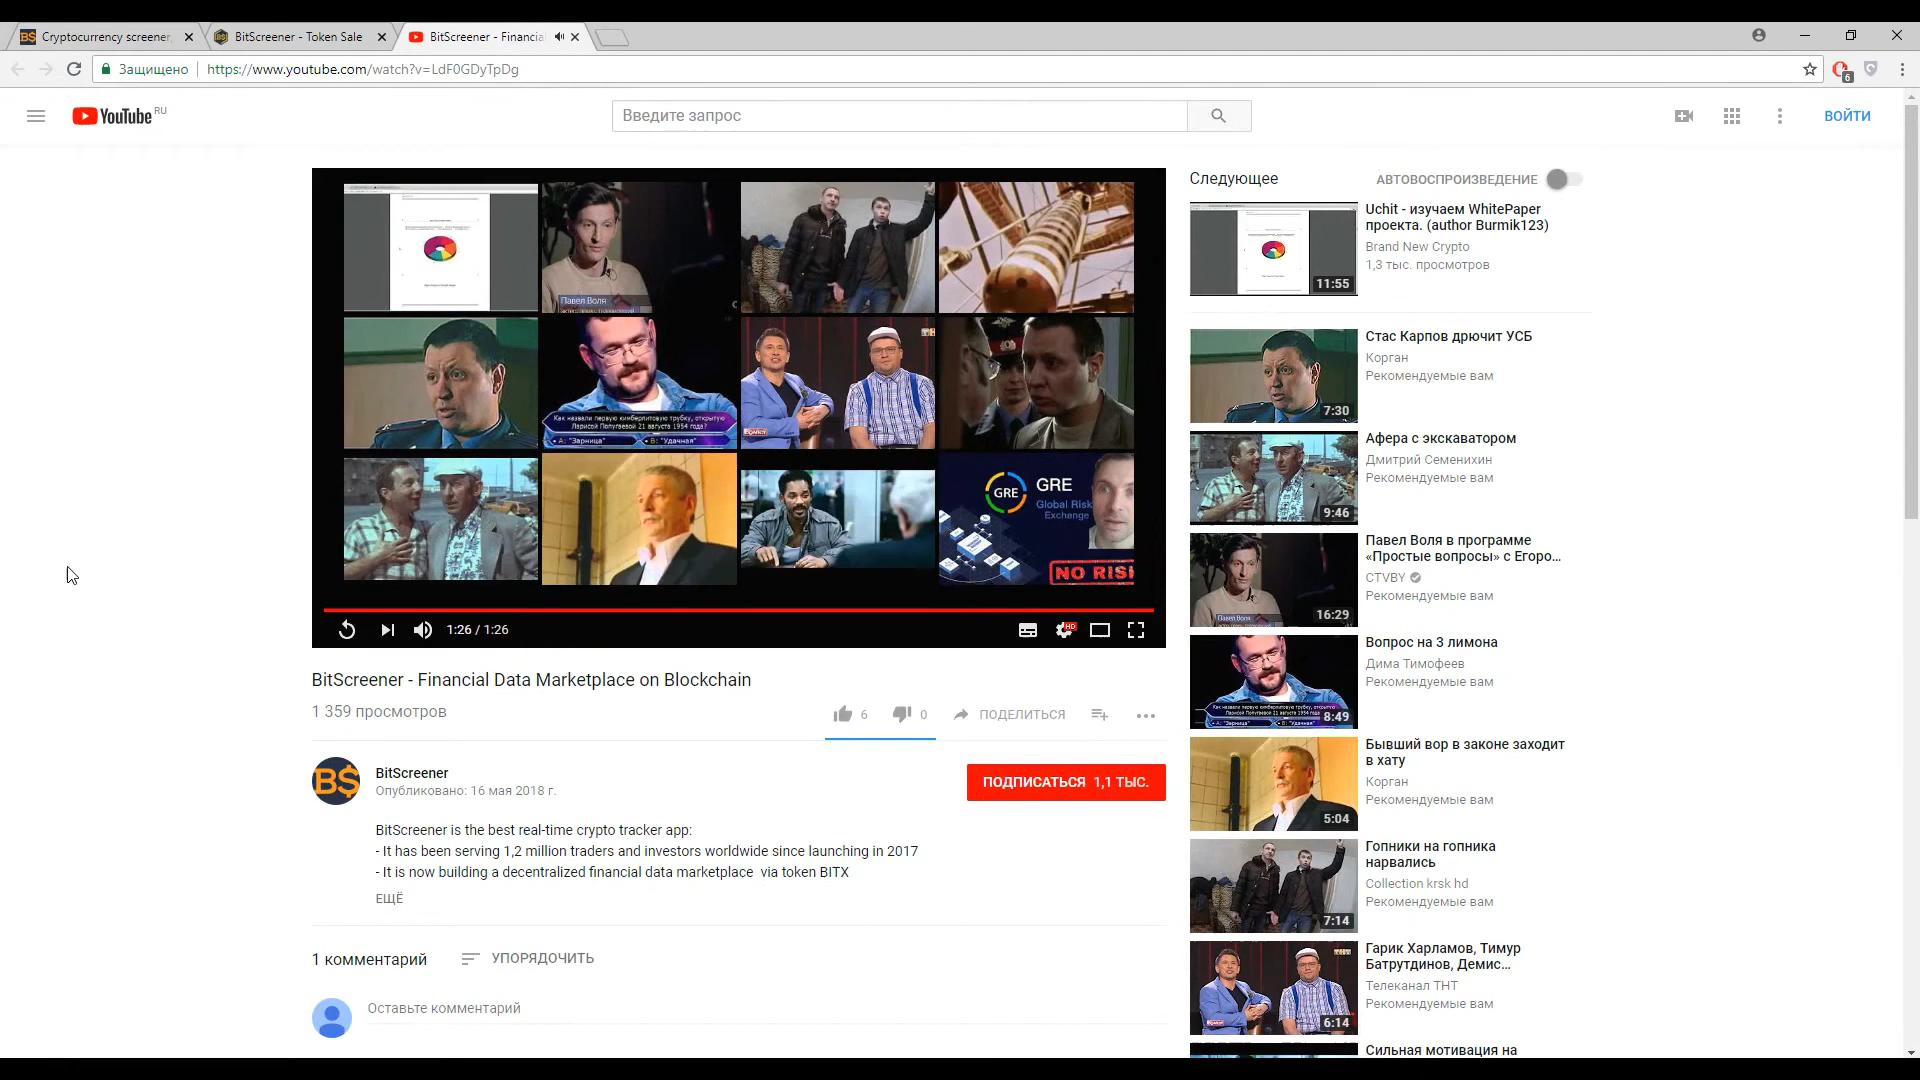 Cryptocurrency screener,
BitScreener - Token Sale
BitScreener - Financia
Защищено
https://www.youtube.com/watch?v=LdF0GDyTpDg
6
YouTube RU
Введите запрос
ВОЙТИ
Павел Воля
Как назвали первую кимберлитовую трубку, открытую
Ларисой Попугаевой 21 августа 1954 года?
А: "Зарница"
В: "Удачная"
GRE
GRE
Global Risk
Exchange
NO RISK
1:26 / 1:26
HD
BitScreener - Financial Data Marketplace on Blockchain
1 359 просмотров
6
0
ПОДЕЛИТЬСЯ
B$
BitScreener
Опубликовано: 16 мая 2018 г.
ПОДПИСАТЬСЯ 1,1 ТЫС.
BitScreener is the best real-time crypto tracker app:
- It has been serving 1,2 million traders and investors worldwide since launching in 2017
- It is now building a decentralized financial data marketplace via token BITX
ЕЩЁ
1 комментарий
УПОРЯДОЧИТЬ
Оставьте комментарий
Следующее
АВТОВОСПРОИЗВЕДЕНИЕ
Uchit - изучаем WhitePaper
проекта. (author Burmik123)
Brand New Crypto
1,3 тыс. просмотров
11:55
Стас Карпов дрючит УСБ
Корган
Рекомендуемые вам
7:30
Афера с экскаватором
Дмитрий Семенихин
Рекомендуемые вам
9:46
Павел Воля в программе
«Простые вопросы» с Егоро...
CTVBY
Рекомендуемые вам
16:29
Вопрос на 3 лимона
Дима Тимофеев
Рекомендуемые вам
8:49
Бывший вор в законе заходит
в хату
Корган
Рекомендуемые вам
5:04
Гопники на гопника
нарвались
Collection krsk hd
Рекомендуемые вам
7:14
Гарик Харламов, Тимур
Батрутдинов, Демис...
Телеканал ТНТ
Рекомендуемые вам
6:14
Сильная мотивация на